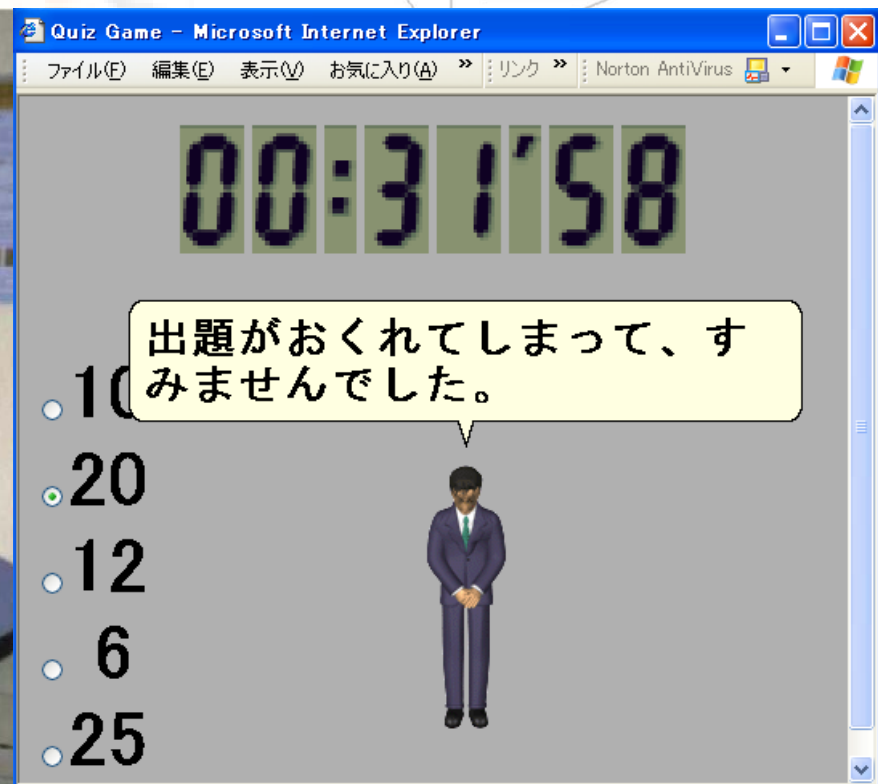 Quiz Game - Microsoft Internet Explorer
ファイル(F) 編集(E) 表示(V) お気に入り(A) » リンク » Norton AntiVirus
00:31'58
出題がおくれてしまって、す
みませんでした。
10
20
12
6
25